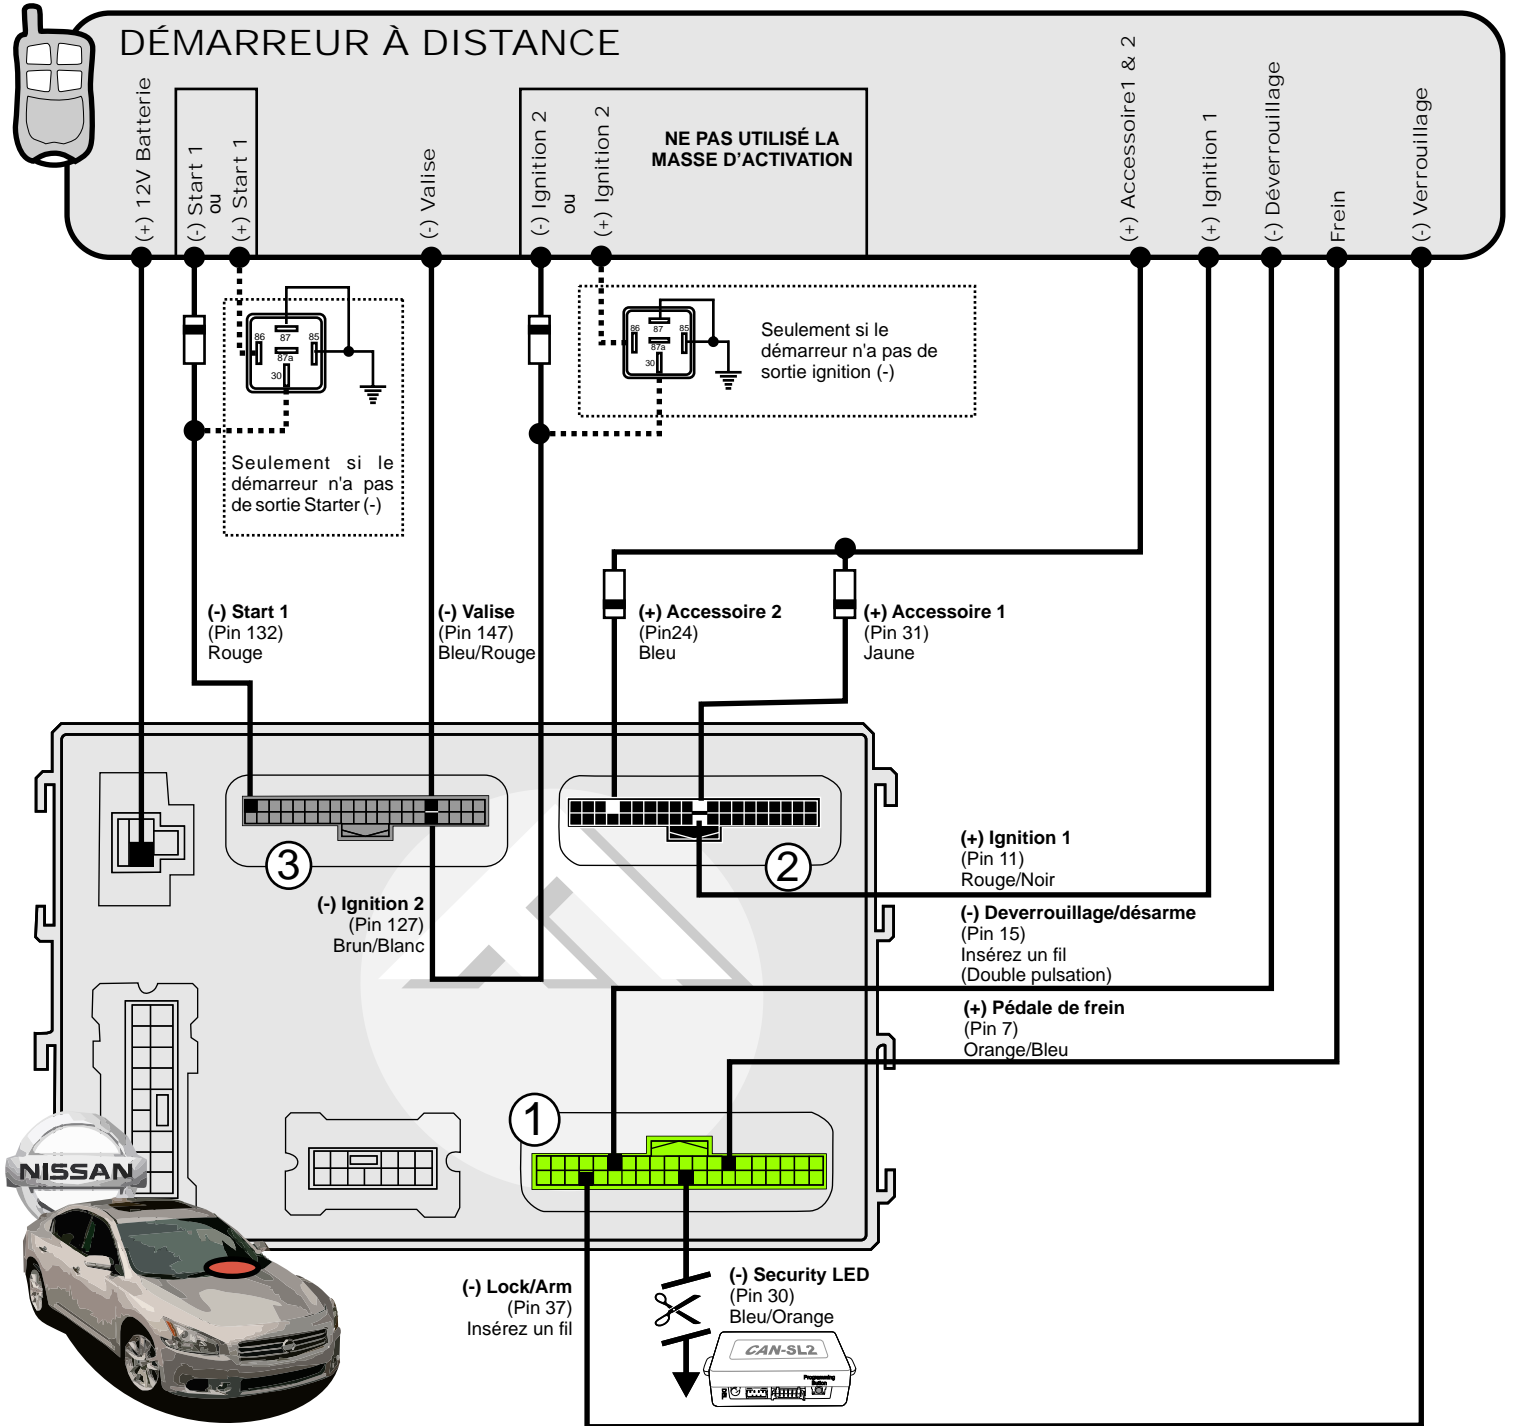 DÉMARREUR À DISTANCE
(+) 12V Batterie
(-) Start 1
ou
(+) Start 1
(-) Valise
(-) Ignition 2
ou
(+) Ignition 2
NE PAS UTILISÉ LA
MASSE D'ACTIVATION
(+) Accessoire1 & 2
(+) Ignition 1
(-) Déverrouillage
Frein
(-) Verrouillage
86
87
85
87a
30
Seulement si le
démarreur n'a pas
de sortie Starter (-)
86
87
85
87a
30
Seulement si le
démarreur n'a pas de
sortie ignition (-)
(-) Start 1
(Pin 132)
Rouge
(-) Valise
(Pin 147)
Bleu/Rouge
(+) Accessoire 2
(Pin24)
Bleu
(+) Accessoire 1
(Pin 31)
Jaune
3
2
(-) Ignition 2
(Pin 127)
Brun/Blanc
(+) Ignition 1
(Pin 11)
Rouge/Noir
(-) Deverrouillage/désarme
(Pin 15)
Insérez un fil
(Double pulsation)
(+) Pédale de frein
(Pin 7)
Orange/Bleu
1
NISSAN
(-) Lock/Arm
(Pin 37)
Insérez un fil
(-) Security LED
(Pin 30)
Bleu/Orange
CAN-SL2
Programming
Button